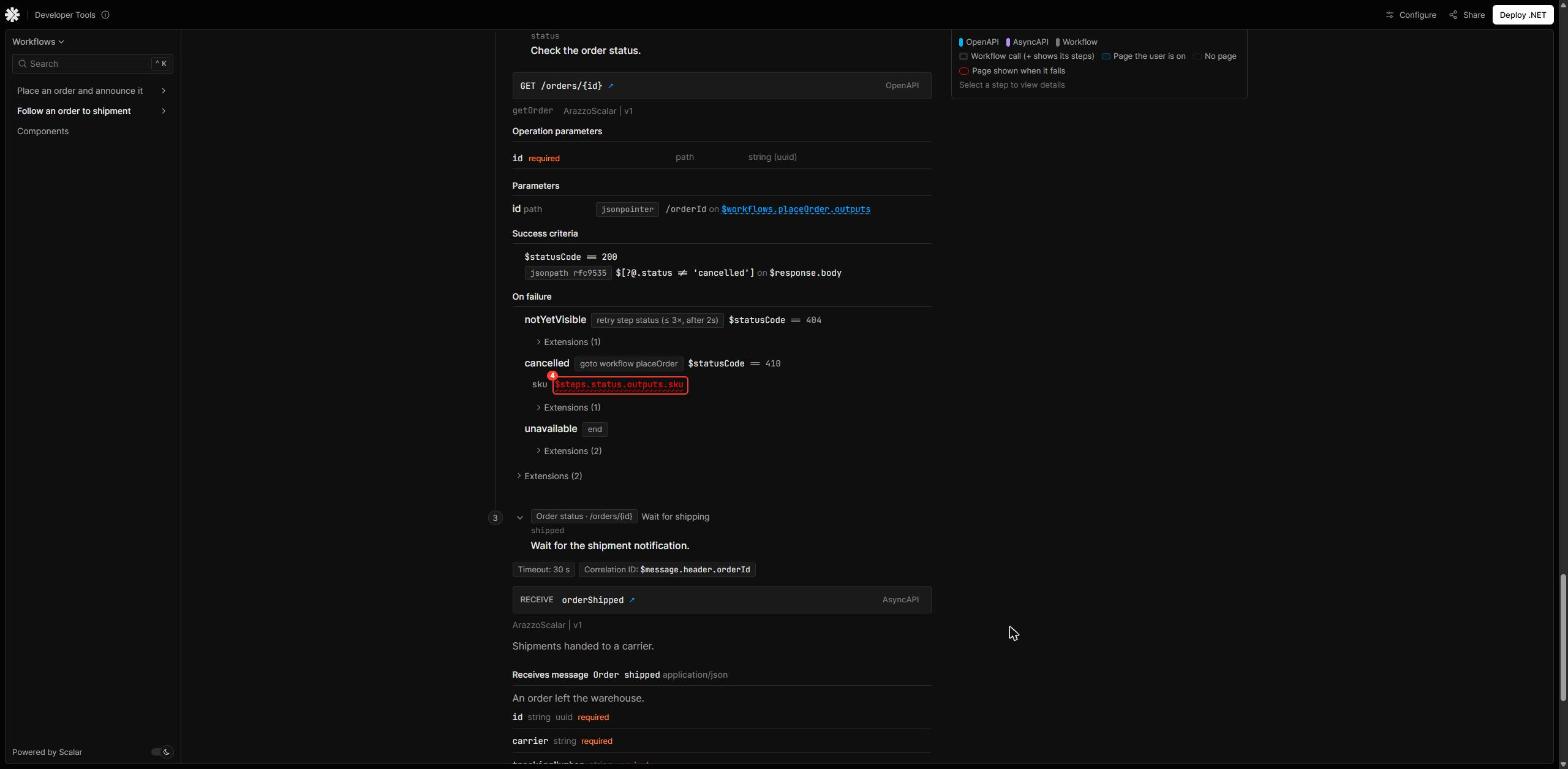 Developer Tools
Configure
Share
Deploy .NET
Workflows
Search
^ K
Place an order and announce it
Follow an order to shipment
Components
status
Check the order status.
GET /orders/{id} ↗ OpenAPI
getOrder ArazzoScalar | v1
Operation parameters
id required path string (uuid)
Parameters
id path jsonpointer /orderId on $workflows.placeOrder.outputs
Success criteria
$statusCode == 200
jsonpath rfc9535 $[?@.status != 'cancelled'] on $response.body
On failure
notYetVisible retry step status (≤ 3×, after 2s) $statusCode == 404
Extensions (1)
cancelled goto workflow placeOrder $statusCode == 410
4
sku $steps.status.outputs.sku
Extensions (1)
unavailable end
Extensions (2)
Extensions (2)
3 Order status · /orders/{id} Wait for shipping
shipped
Wait for the shipment notification.
Timeout: 30 s Correlation ID: $message.header.orderId
RECEIVE orderShipped ↗ AsyncAPI
ArazzoScalar | v1
Shipments handed to a carrier.
Receives message Order shipped application/json
An order left the warehouse.
id string uuid required
carrier string required
OpenAPI AsyncAPI Workflow
Workflow call (+ shows its steps) Page the user is on No page
Page shown when it fails
Select a step to view details
Powered by Scalar